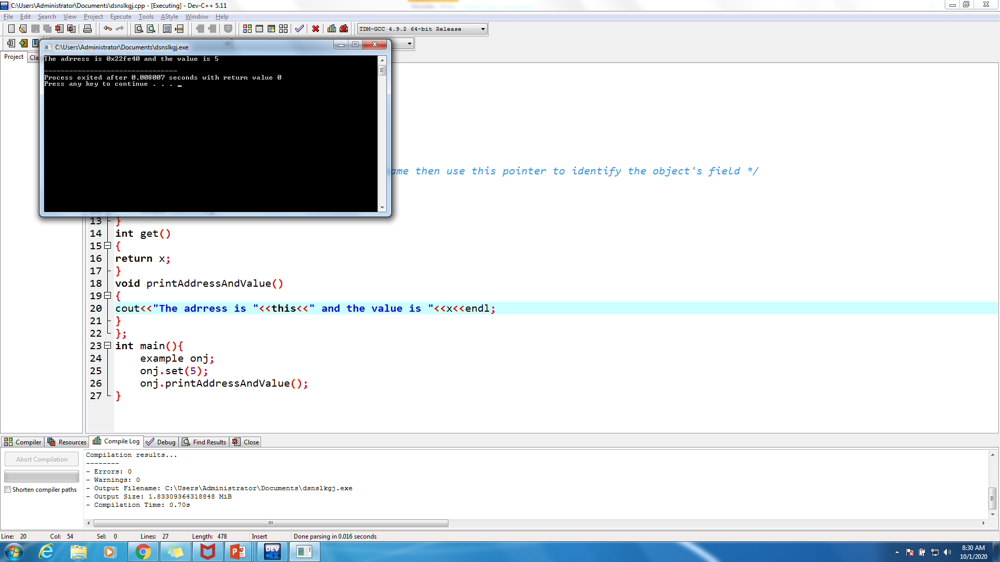 C:\Users\Administrator\Documents\dsnslkgj.cpp - [Executing] - Dev-C++ 5.11
File Edit Search View Project Execute Tools AStyle Window Help
TDM-GCC 4.9.2 64-bit Release
C:\Users\Administrator\Documents\dsnslkgj.exe
Project Cla
The adrress is 0x22fe40 and the value is 5
--------------------------------
Process exited after 0.008007 seconds with return value 0
Press any key to continue . . . _
ame then use this pointer to identify the object's field */
13 }
14 int get()
15 {
16 return x;
17 }
18 void printAddressAndValue()
19 {
20 cout<<"The adrress is "<<this<<" and the value is "<<x<<endl;
21 }
22 };
23 int main(){
24 example onj;
25 onj.set(5);
26 onj.printAddressAndValue();
27 }
Compiler Resources Compile Log Debug Find Results Close
Abort Compilation
Shorten compiler paths
Compilation results...
--------
- Errors: 0
- Warnings: 0
- Output Filename: C:\Users\Administrator\Documents\dsnslkgj.exe
- Output Size: 1.83309364318848 MiB
- Compilation Time: 0.70s
Line: 20 Col: 54 Sel: 0 Lines: 27 Length: 478 Insert Done parsing in 0.016 seconds
DEV C++
8:30 AM
10/1/2020